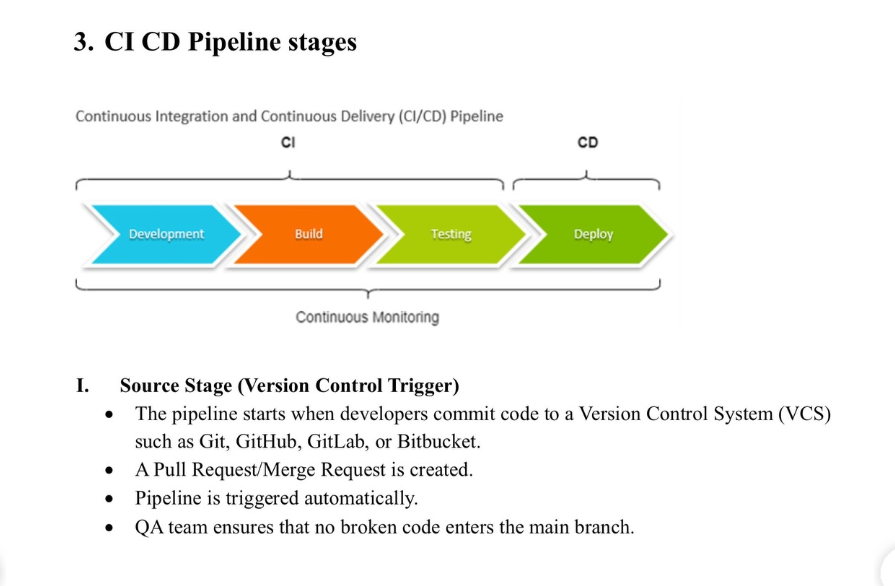 3. CI CD Pipeline stages
Continuous Integration and Continuous Delivery (CI/CD) Pipeline
CI
CD
Development
Build
Testing
Deploy
Continuous Monitoring
I. Source Stage (Version Control Trigger)
• The pipeline starts when developers commit code to a Version Control System (VCS)
such as Git, GitHub, GitLab, or Bitbucket.
• A Pull Request/Merge Request is created.
• Pipeline is triggered automatically.
• QA team ensures that no broken code enters the main branch.